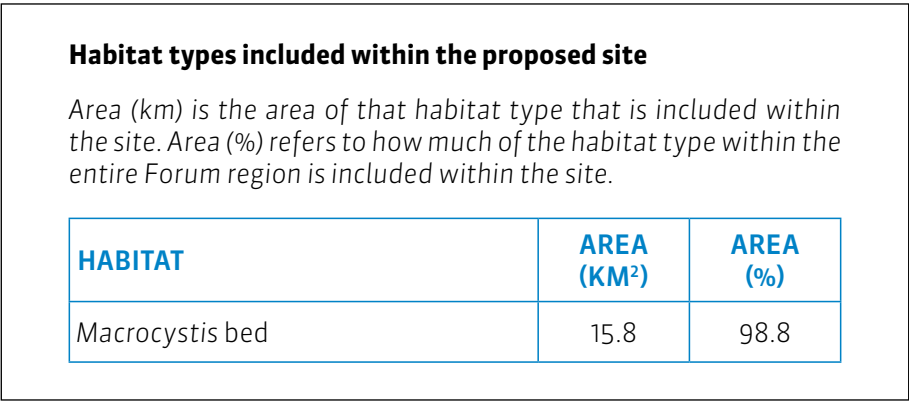 Habitat types included within the proposed site
Area (km) is the area of that habitat type that is included within
the site. Area (%) refers to how much of the habitat type within the
entire Forum region is included within the site.
HABITAT AREA (KM²) AREA (%)
Macrocystis bed 15.8 98.8